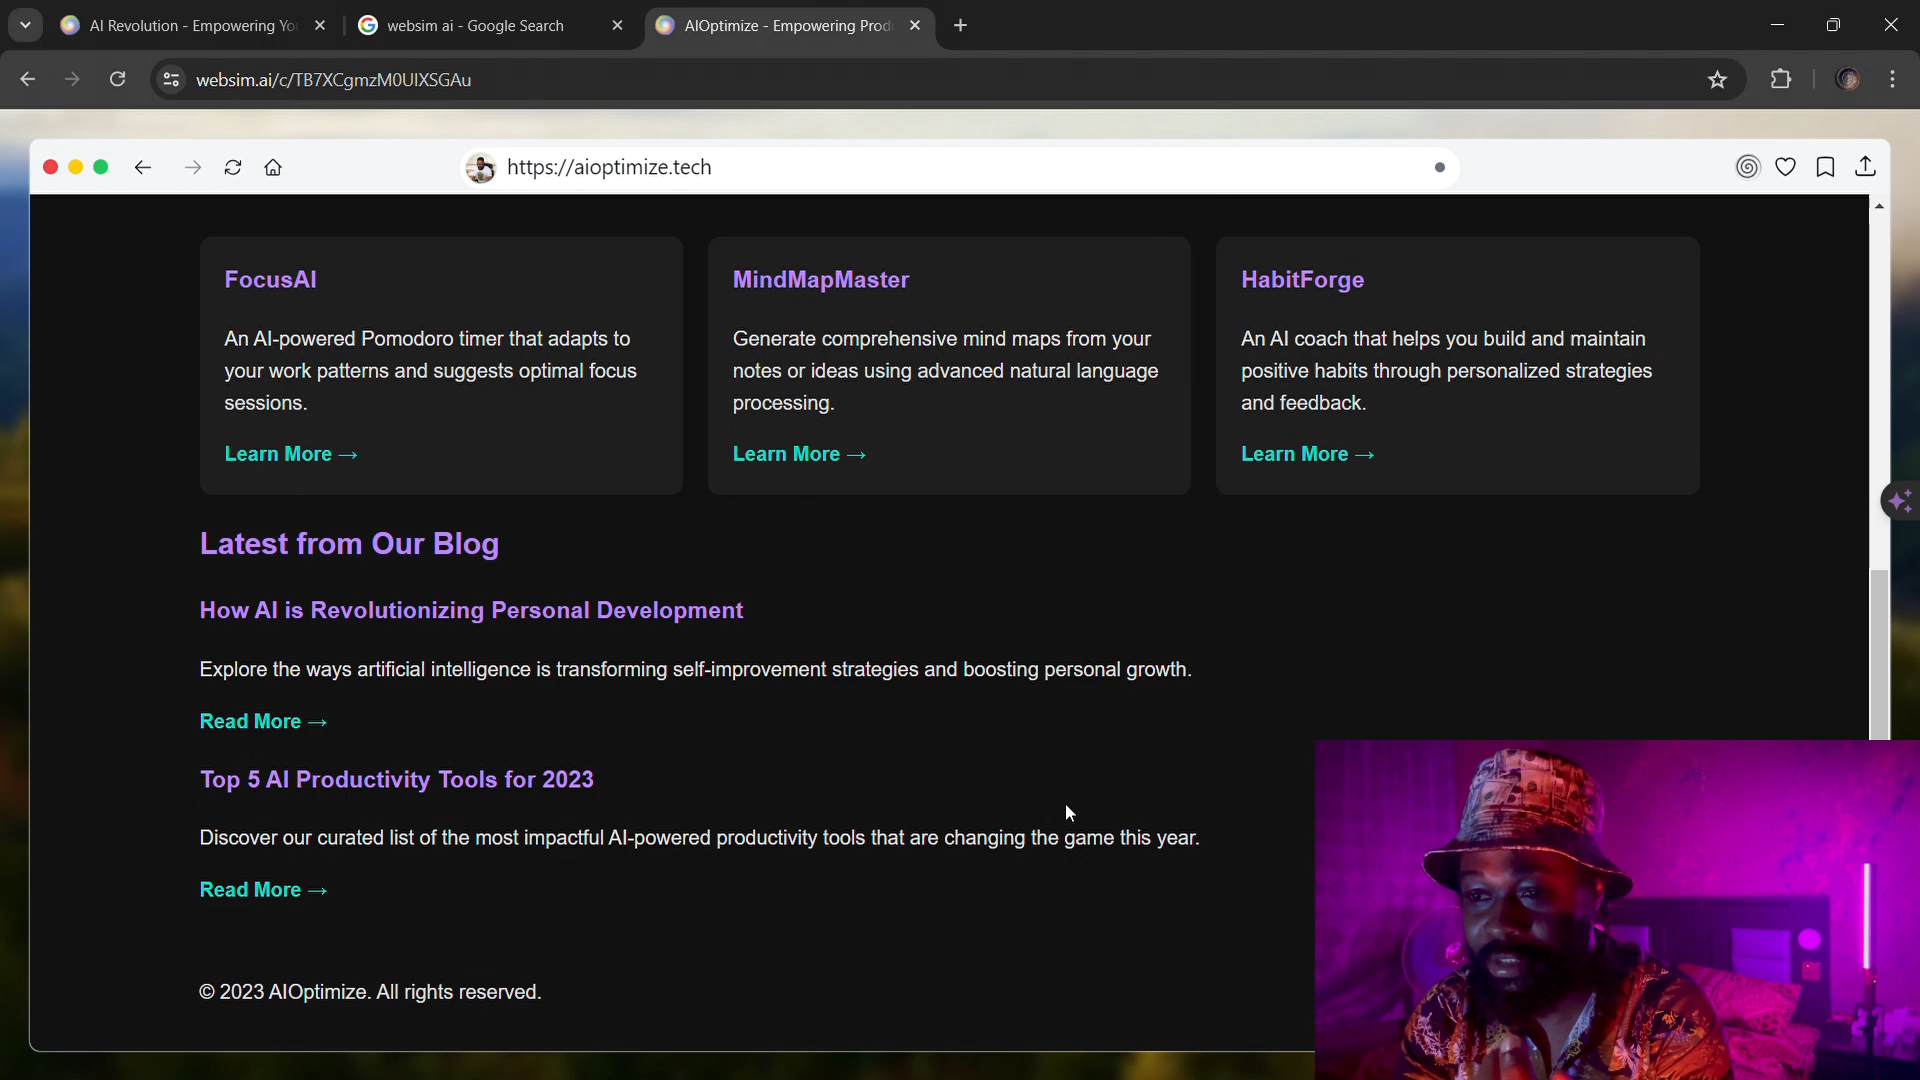 AI Revolution - Empowering Yo
websim ai - Google Search
AIOptimize - Empowering Prod
websim.ai/c/TB7XCgmzM0UIXSGAu
https://aioptimize.tech
FocusAI
An AI-powered Pomodoro timer that adapts to
your work patterns and suggests optimal focus
sessions.
Learn More →
MindMapMaster
Generate comprehensive mind maps from your
notes or ideas using advanced natural language
processing.
Learn More →
HabitForge
An AI coach that helps you build and maintain
positive habits through personalized strategies
and feedback.
Learn More →
Latest from Our Blog
How AI is Revolutionizing Personal Development
Explore the ways artificial intelligence is transforming self-improvement strategies and boosting personal growth.
Read More →
Top 5 AI Productivity Tools for 2023
Discover our curated list of the most impactful AI-powered productivity tools that are changing the game this year.
Read More →
© 2023 AIOptimize. All rights reserved.